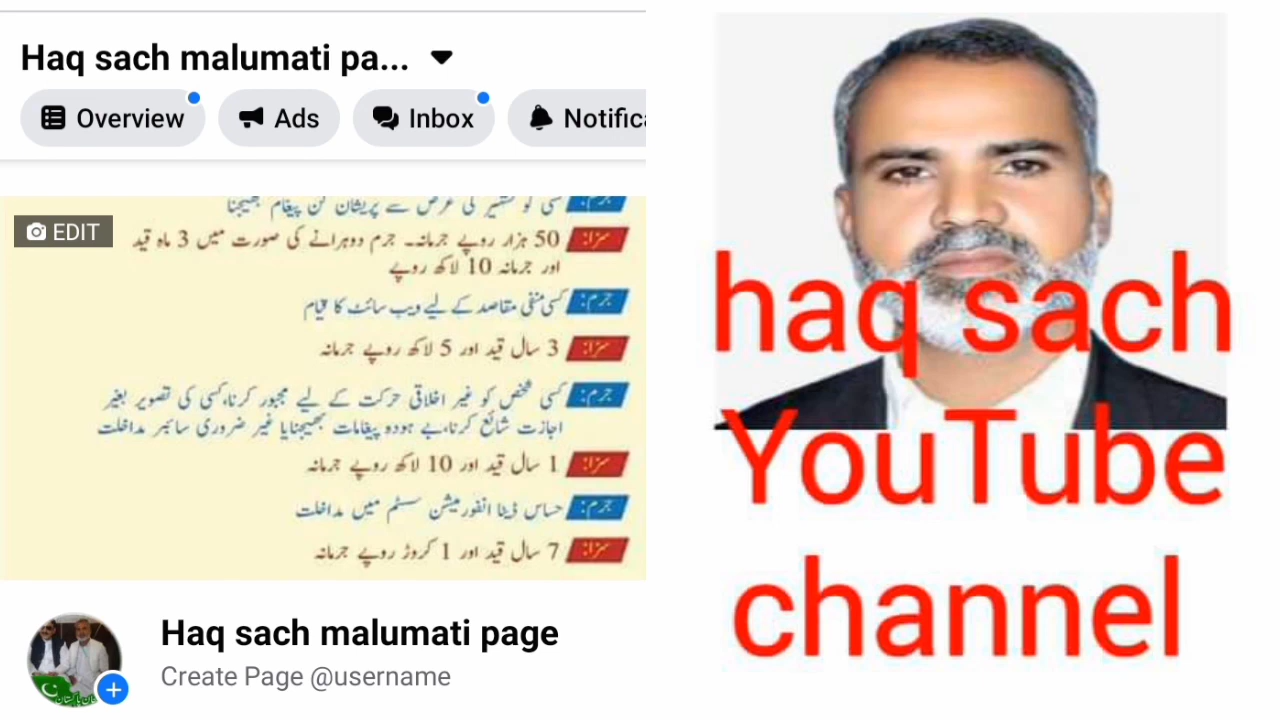 Haq sach malumati pa...
Overview
Ads
Inbox
Notifica
EDIT
پریشان کن پیغام بھیجنا
سزا: 50 ہزار روپے جرمانہ۔ جرم دوہرانے کی صورت میں 3 ماہ قید
اور جرمانہ 10 لاکھ روپے
جرم: کسی منفی مقاصد کے لیے ویب سائٹ کا قیام
سزا: 3 سال قید اور 5 لاکھ روپے جرمانہ
جرم: کسی شخص کو غیر اخلاقی حرکت کے لیے مجبور کرنا،کسی کی تصویر بغیر
اجازت شائع کرنا،بے ہودہ پیغامات بھیجنایا غیر ضروری سائبر مداخلت
سزا: 1 سال قید اور 10 لاکھ روپے جرمانہ
جرم: حساس ڈیٹا انفورمیشن سسٹم میں مداخلت
سزا: 7 سال قید اور 1 کروڑ روپے جرمانہ
Haq sach malumati page
Create Page @username
haq sach
YouTube
channel